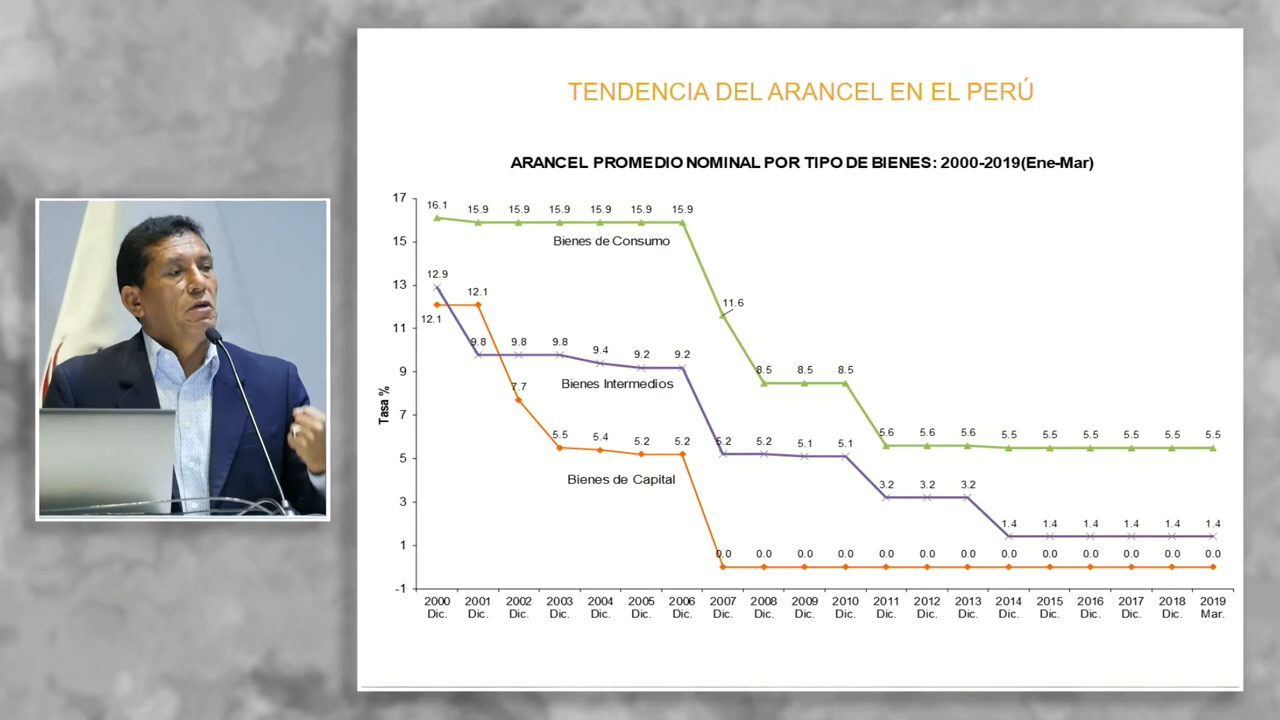 TENDENCIA DEL ARANCEL EN EL PERÚ
ARANCEL PROMEDIO NOMINAL POR TIPO DE BIENES: 2000-2019(Ene-Mar)
Tasa %
17
15
13
11
9
7
5
3
1
-1
16.1 15.9 15.9 15.9 15.9 15.9 15.9 11.6 8.5 8.5 8.5 5.6 5.6 5.6 5.5 5.5 5.5 5.5 5.5 5.5
Bienes de Consumo
12.9 9.8 9.8 9.8 9.4 9.2 9.2 5.2 5.2 5.1 5.1 3.2 3.2 3.2 1.4 1.4 1.4 1.4 1.4 1.4
Bienes Intermedios
12.1 12.1 7.7 5.5 5.4 5.2 5.2 0.0 0.0 0.0 0.0 0.0 0.0 0.0 0.0 0.0 0.0 0.0 0.0 0.0
Bienes de Capital
2000 2001 2002 2003 2004 2005 2006 2007 2008 2009 2010 2011 2012 2013 2014 2015 2016 2017 2018 2019
Dic. Dic. Dic. Dic. Dic. Dic. Dic. Dic. Dic. Dic. Dic. Dic. Dic. Dic. Dic. Dic. Dic. Dic. Dic. Mar.